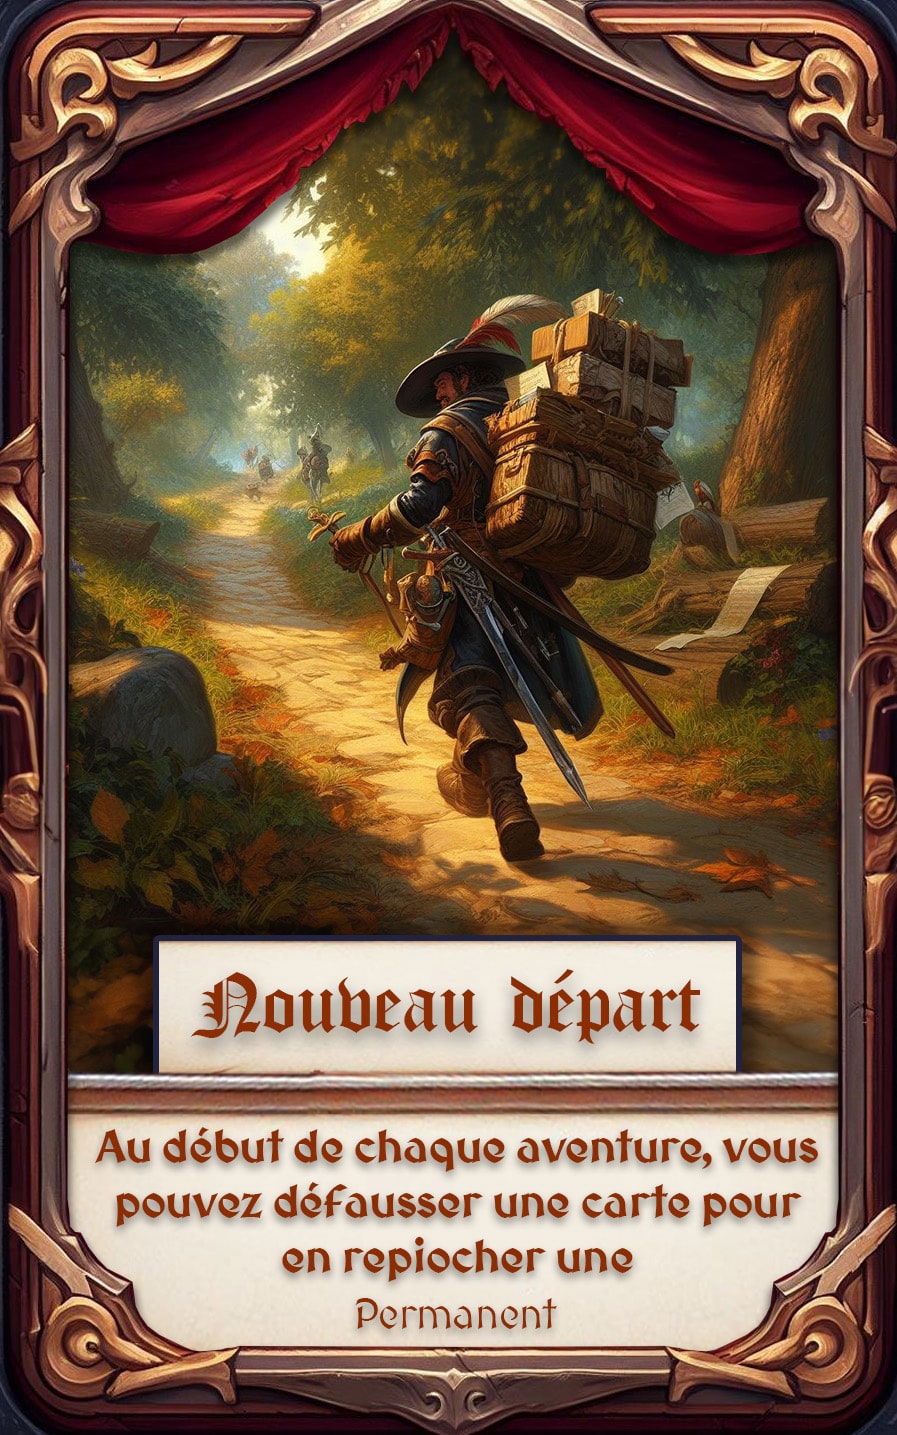 Nouveau départ
Au début de chaque aventure, vous
pouvez défausser une carte pour
en repiocher une
Permanent